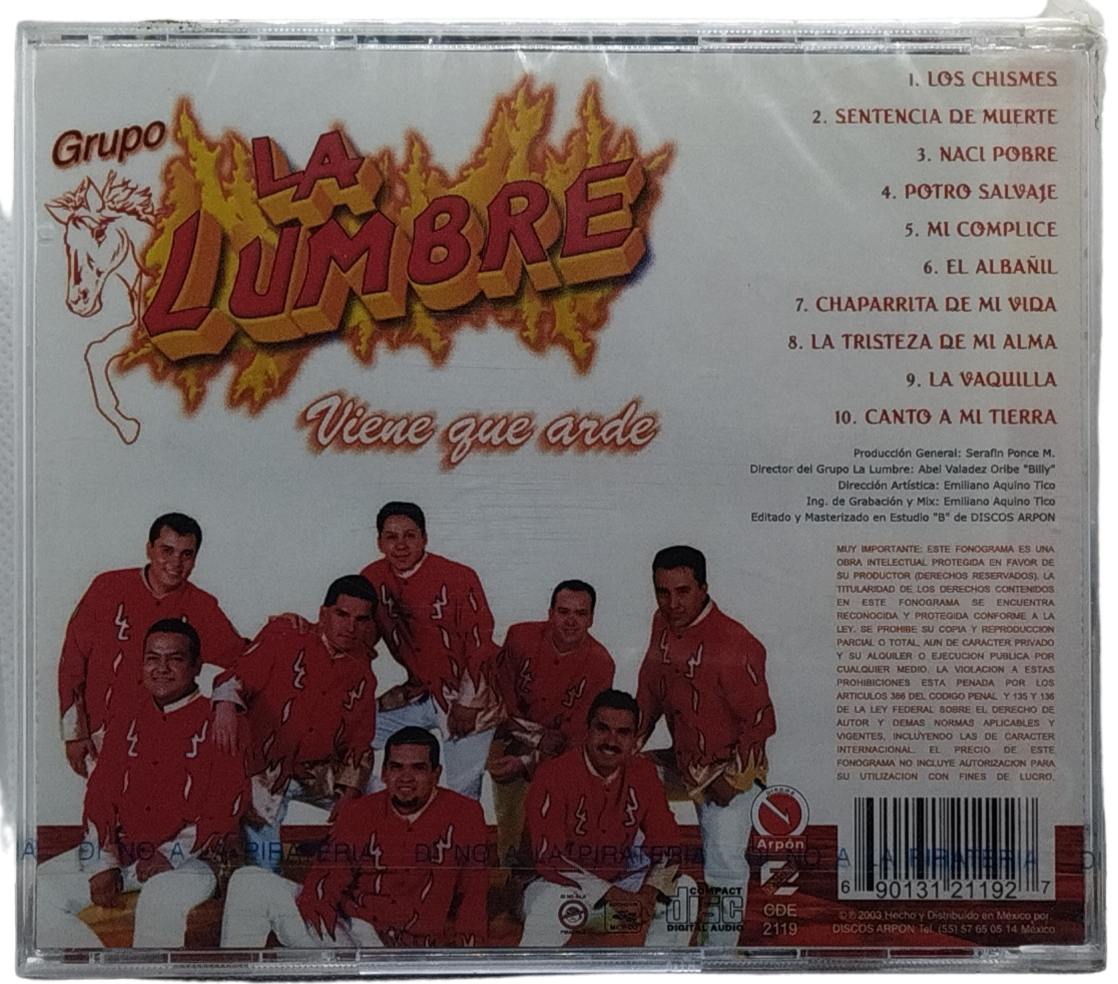 Grupo
LA
LUMBRE
Viene que arde
1. LOS CHISMES
2. SENTENCIA DE MUERTE
3. NACI POBRE
4. POTRO SALVAJE
5. MI COMPLICE
6. EL ALBAÑIL
7. CHAPARRITA DE MI VIDA
8. LA TRISTEZA DE MI ALMA
9. LA VAQUILLA
10. CANTO A MI TIERRA
Producción General: Serafín Ponce M.
Director del Grupo La Lumbre: Abel Valadez Oribe "Billy"
Dirección Artística: Emiliano Aquino Tico
Ing. de Grabación y Mix: Emiliano Aquino Tico
Editado y Masterizado en Estudio "B" de DISCOS ARPON
MUY IMPORTANTE: ESTE FONOGRAMA ES UNA
OBRA INTELECTUAL PROTEGIDA EN FAVOR DE
SU PRODUCTOR (DERECHOS RESERVADOS), LA
TITULARIDAD DE LOS DERECHOS CONTENIDOS
EN ESTE FONOGRAMA SE ENCUENTRA
RECONOCIDA Y PROTEGIDA CONFORME A LA
LEY. SE PROHIBE SU COPIA Y REPRODUCCION
PARCIAL O TOTAL, AUN DE CARACTER PRIVADO
Y SU ALQUILER O EJECUCION PUBLICA POR
CUALQUIER MEDIO. LA VIOLACION A ESTAS
PROHIBICIONES ESTA PENADA POR LOS
ARTICULOS 386 DEL CODIGO PENAL Y 135 Y 136
DE LA LEY FEDERAL SOBRE EL DERECHO DE
AUTOR Y DEMAS NORMAS APLICABLES Y
VIGENTES, INCLUYENDO LAS DE CARACTER
INTERNACIONAL. EL PRECIO DE ESTE
FONOGRAMA NO INCLUYE AUTORIZACION PARA
SU UTILIZACION CON FINES DE LUCRO.
DISCOS
Arpón
A DI NO A LA PIRATERIA DI NO A LA PIRATERIA DI NO A LA PIRATERIA DI
COMPACT
disc
DIGITAL AUDIO
CDE
2119
6 90131 21192 7
©℗ 2003 Hecho y Distribuido en México por:
DISCOS ARPON Tel. (55) 57 65 05 14 México